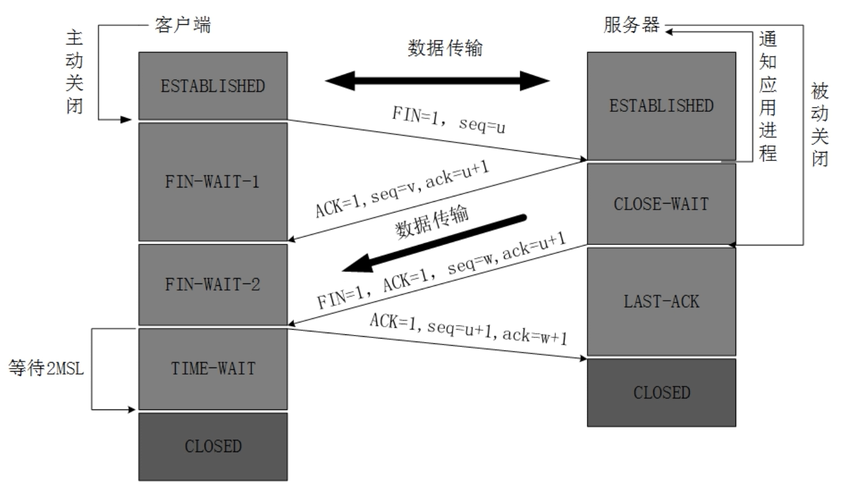 客户端
服务器
主动关闭
数据传输
通知应用进程
被动关闭
ESTABLISHED
ESTABLISHED
FIN=1, seq=u
FIN-WAIT-1
ACK=1,seq=v,ack=u+1
CLOSE-WAIT
数据传输
FIN-WAIT-2
FIN=1, ACK=1, seq=w,ack=u+1
LAST-ACK
ACK=1,seq=u+1,ack=w+1
等待2MSL
TIME-WAIT
CLOSED
CLOSED